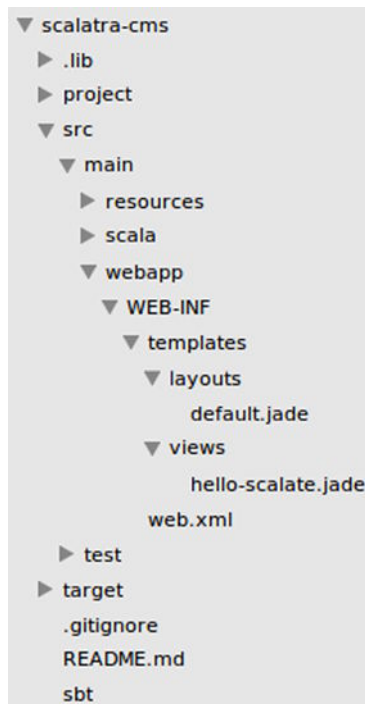 scalatra-cms
.lib
project
src
main
resources
scala
webapp
WEB-INF
templates
layouts
default.jade
views
hello-scalate.jade
web.xml
test
target
.gitignore
README.md
sbt